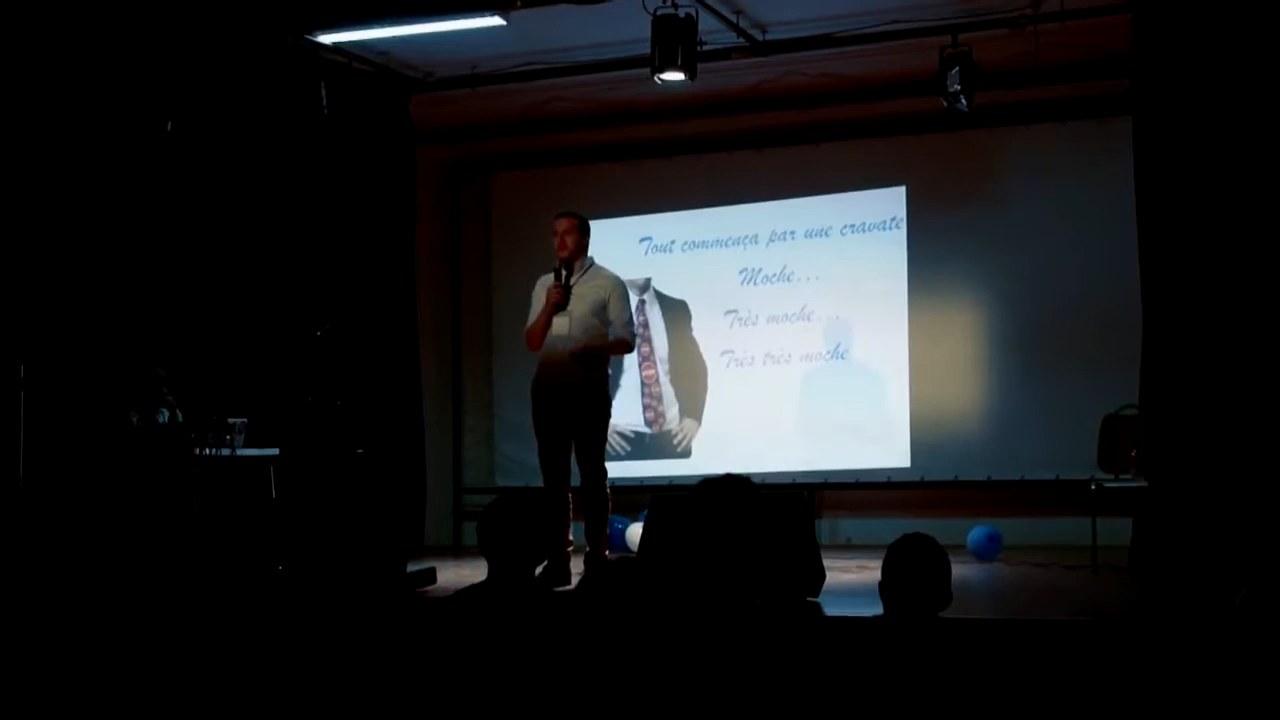 Tout commença par une cravate
Moche...
Très moche...
Très très moche